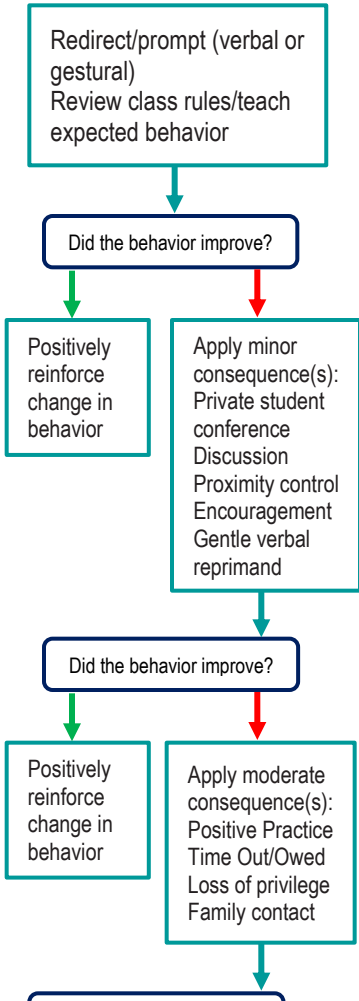 Redirect/prompt (verbal or
gestural)
Review class rules/teach
expected behavior
Did the behavior improve?
Positively
reinforce
change in
behavior
Apply minor
consequence(s):
Private student
conference
Discussion
Proximity control
Encouragement
Gentle verbal
reprimand
Did the behavior improve?
Positively
reinforce
change in
behavior
Apply moderate
consequence(s):
Positive Practice
Time Out/Owed
Loss of privilege
Family contact